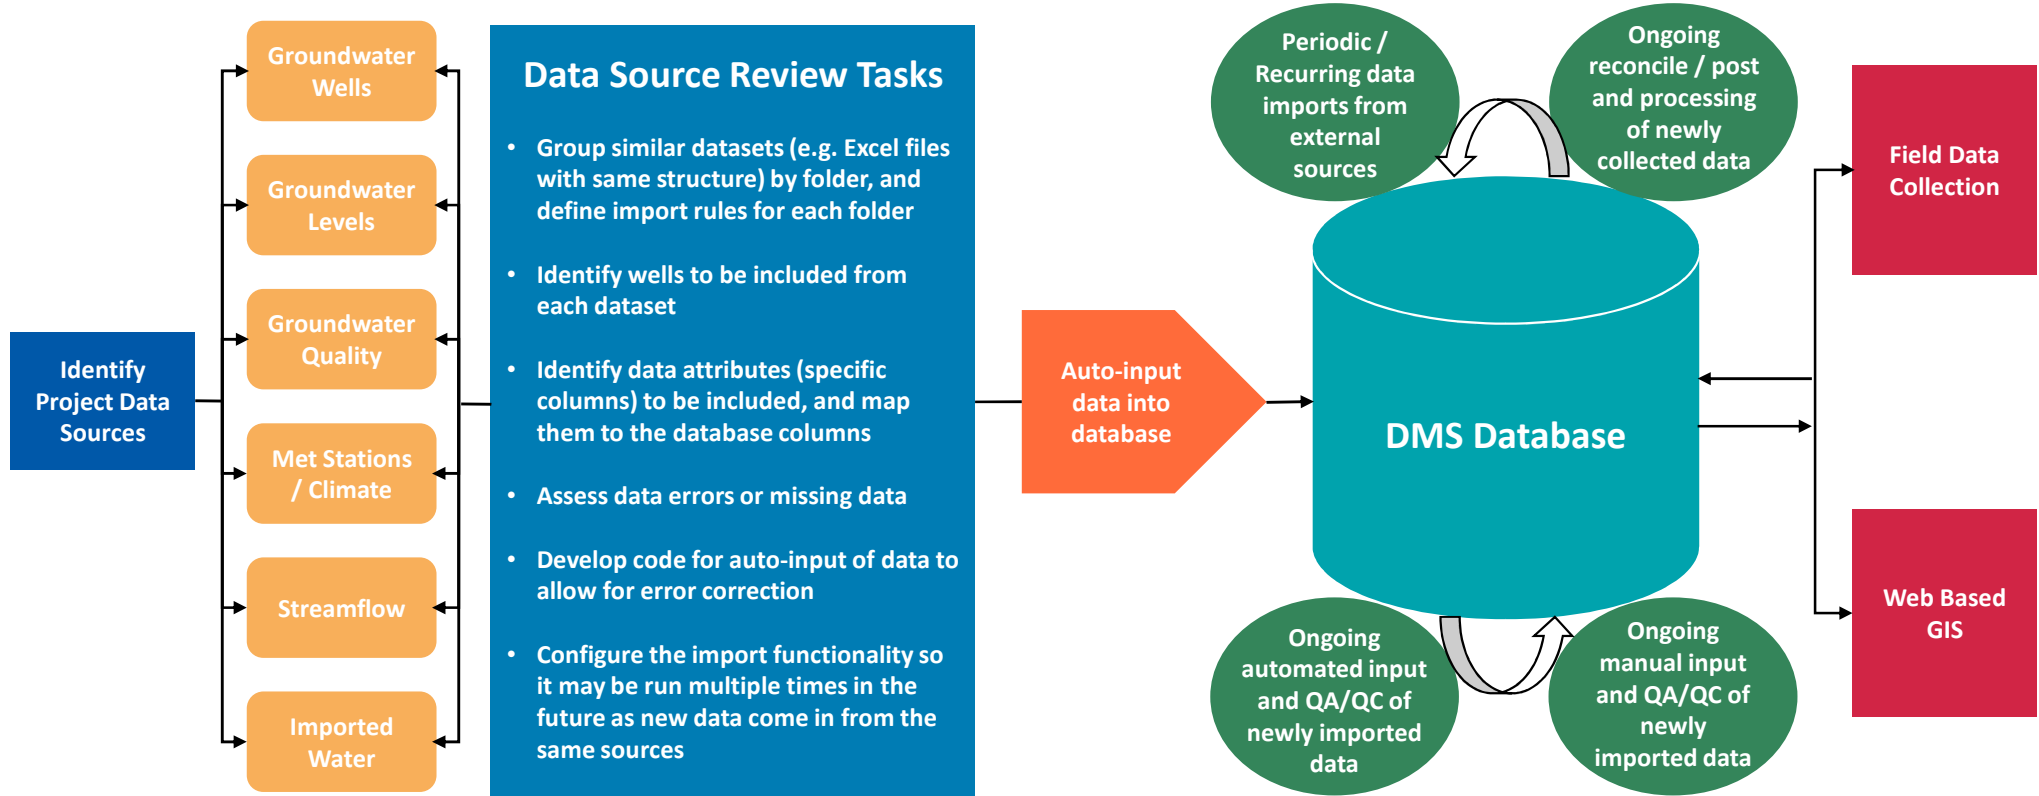 Identify
Project Data
Sources
Groundwater
Wells
Groundwater
Levels
Groundwater
Quality
Met Stations
/ Climate
Streamflow
Imported
Water
Data Source Review Tasks
• Group similar datasets (e.g. Excel files
with same structure) by folder, and
define import rules for each folder
• Identify wells to be included from
each dataset
• Identify data attributes (specific
columns) to be included, and map
them to the database columns
• Assess data errors or missing data
• Develop code for auto-input of data to
allow for error correction
• Configure the import functionality so
it may be run multiple times in the
future as new data come in from the
same sources
Auto-input
data into
database
Periodic /
Recurring data
imports from
external
sources
Ongoing
reconcile / post
and processing
of newly
collected data
DMS Database
Ongoing
automated input
and QA/QC of
newly imported
data
Ongoing
manual input
and QA/QC of
newly
imported data
Field Data
Collection
Web Based
GIS